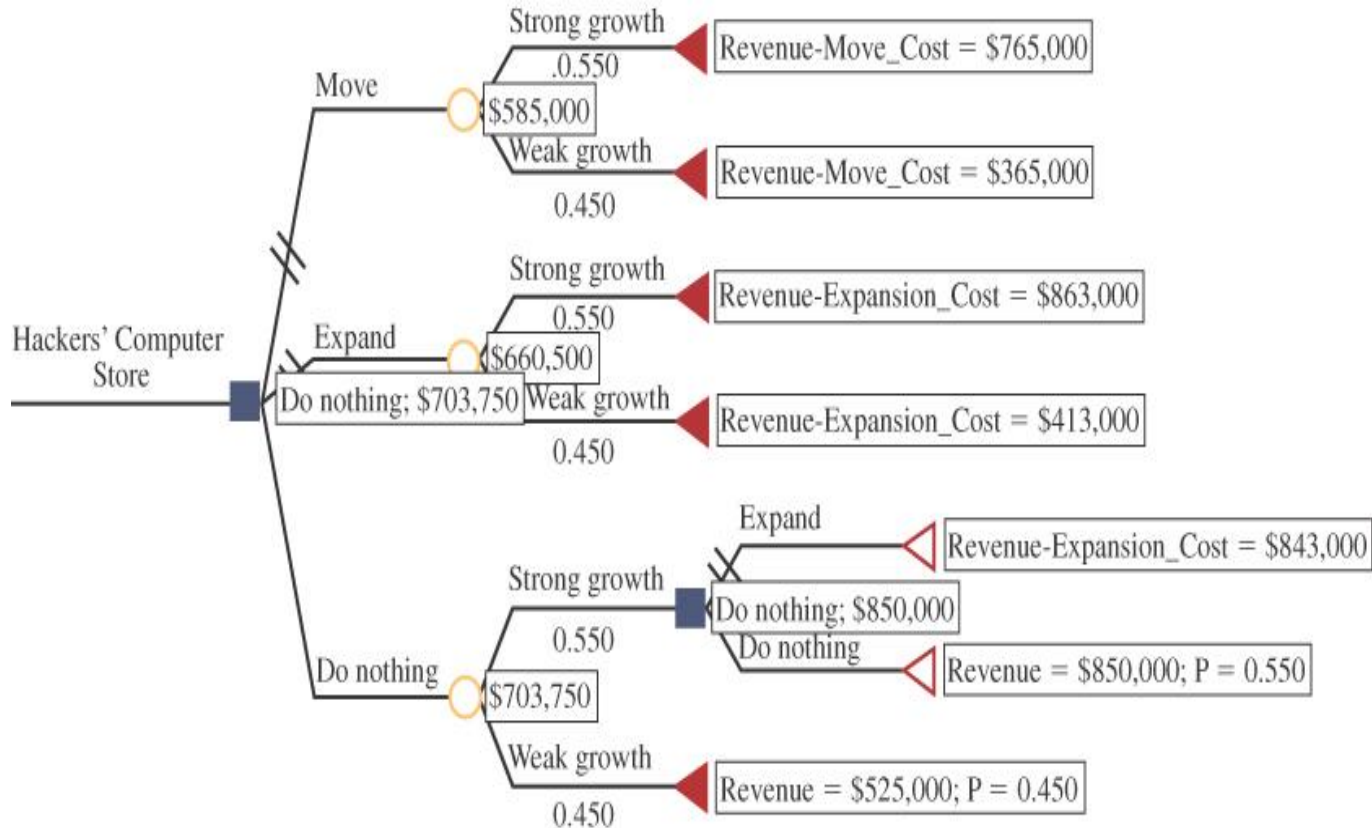 Strong growth
.0.550
Revenue-Move_Cost = $765,000
Move
$585,000
Weak growth
0.450
Revenue-Move_Cost = $365,000
Strong growth
0.550
Revenue-Expansion_Cost = $863,000
Hackers’ Computer
Store
Expand
$660,500
Do nothing; $703,750
Weak growth
0.450
Revenue-Expansion_Cost = $413,000
Expand
Revenue-Expansion_Cost = $843,000
Strong growth
0.550
Do nothing; $850,000
Do nothing
Revenue = $850,000; P = 0.550
Do nothing
$703,750
Weak growth
0.450
Revenue = $525,000; P = 0.450